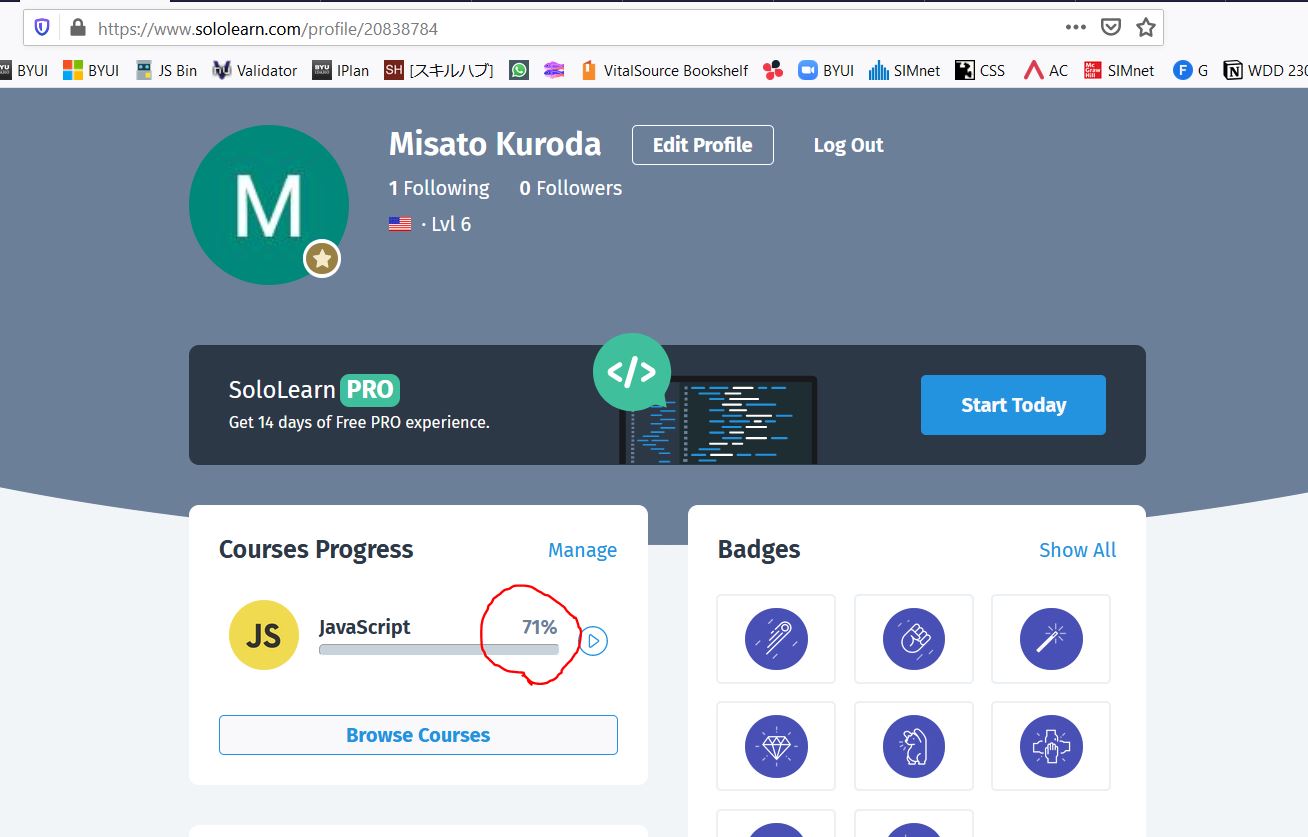 https://www.sololearn.com/profile/20838784
BYUI BYUI JS Bin Validator IPlan SH [スキルハブ] VitalSource Bookshelf BYUI SIMnet CSS AC SIMnet F G N WDD 230
M
Misato Kuroda Edit Profile Log Out
1 Following 0 Followers
· Lvl 6
SoloLearn PRO
Get 14 days of Free PRO experience.
</>
Start Today
Courses Progress Manage
JS JavaScript 71%
Browse Courses
Badges Show All